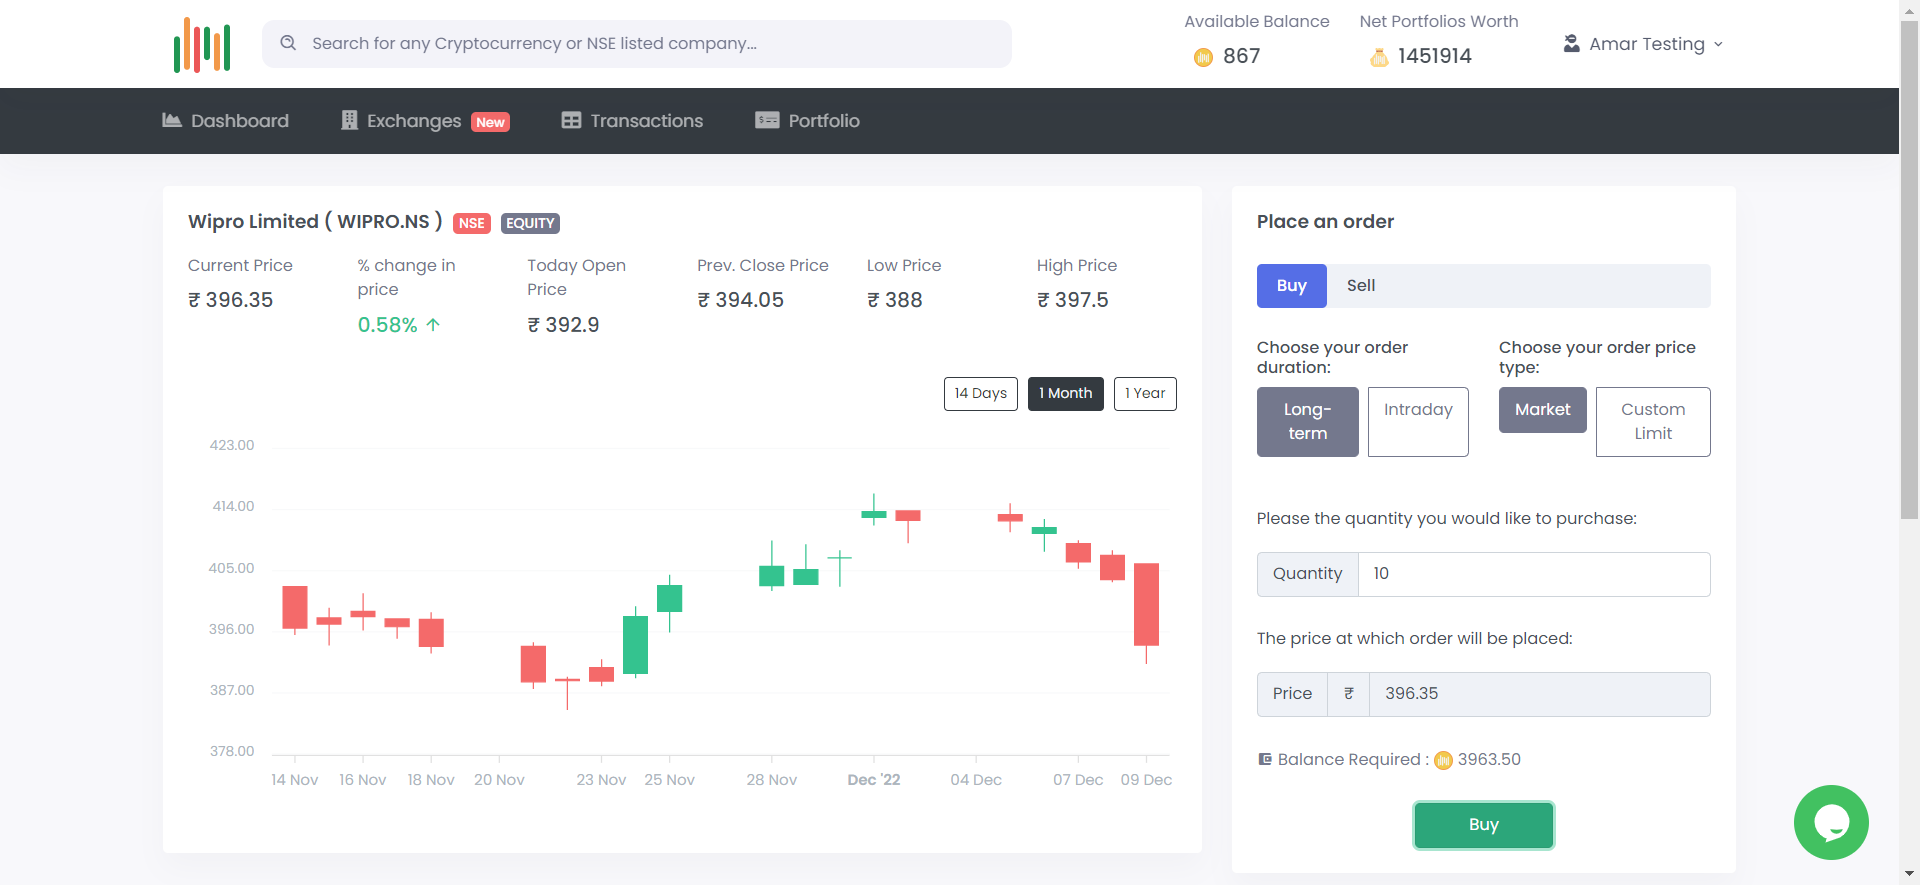 Search for any Cryptocurrency or NSE listed company...
Available Balance
867
Net Portfolios Worth
1451914
Amar Testing
Dashboard
Exchanges New
Transactions
Portfolio
Wipro Limited ( WIPRO.NS ) NSE EQUITY
Current Price
₹ 396.35
% change in
price
0.58% ↑
Today Open
Price
₹ 392.9
Prev. Close Price
₹ 394.05
Low Price
₹ 388
High Price
₹ 397.5
14 Days
1 Month
1 Year
423.00
414.00
405.00
396.00
387.00
378.00
14 Nov 16 Nov 18 Nov 20 Nov 23 Nov 25 Nov 28 Nov Dec '22 04 Dec 07 Dec 09 Dec
Place an order
Buy
Sell
Choose your order
duration:
Long-
term
Intraday
Choose your order price
type:
Market
Custom
Limit
Please the quantity you would like to purchase:
Quantity 10
The price at which order will be placed:
Price ₹ 396.35
Balance Required : 3963.50
Buy